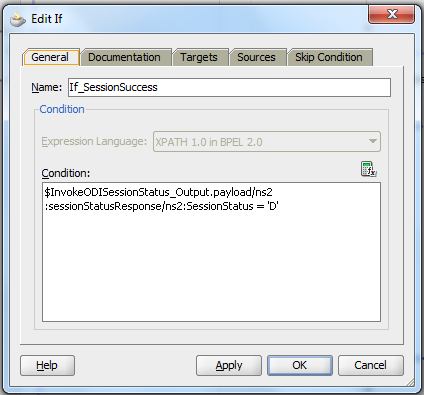 Edit If
General Documentation Targets Sources Skip Condition
Name: If_SessionSuccess
Condition
Expression Language: XPATH 1.0 in BPEL 2.0
Condition:
$InvokeODISessionStatus_Output.payload/ns2
:sessionStatusResponse/ns2:SessionStatus = 'D'
Help Apply OK Cancel